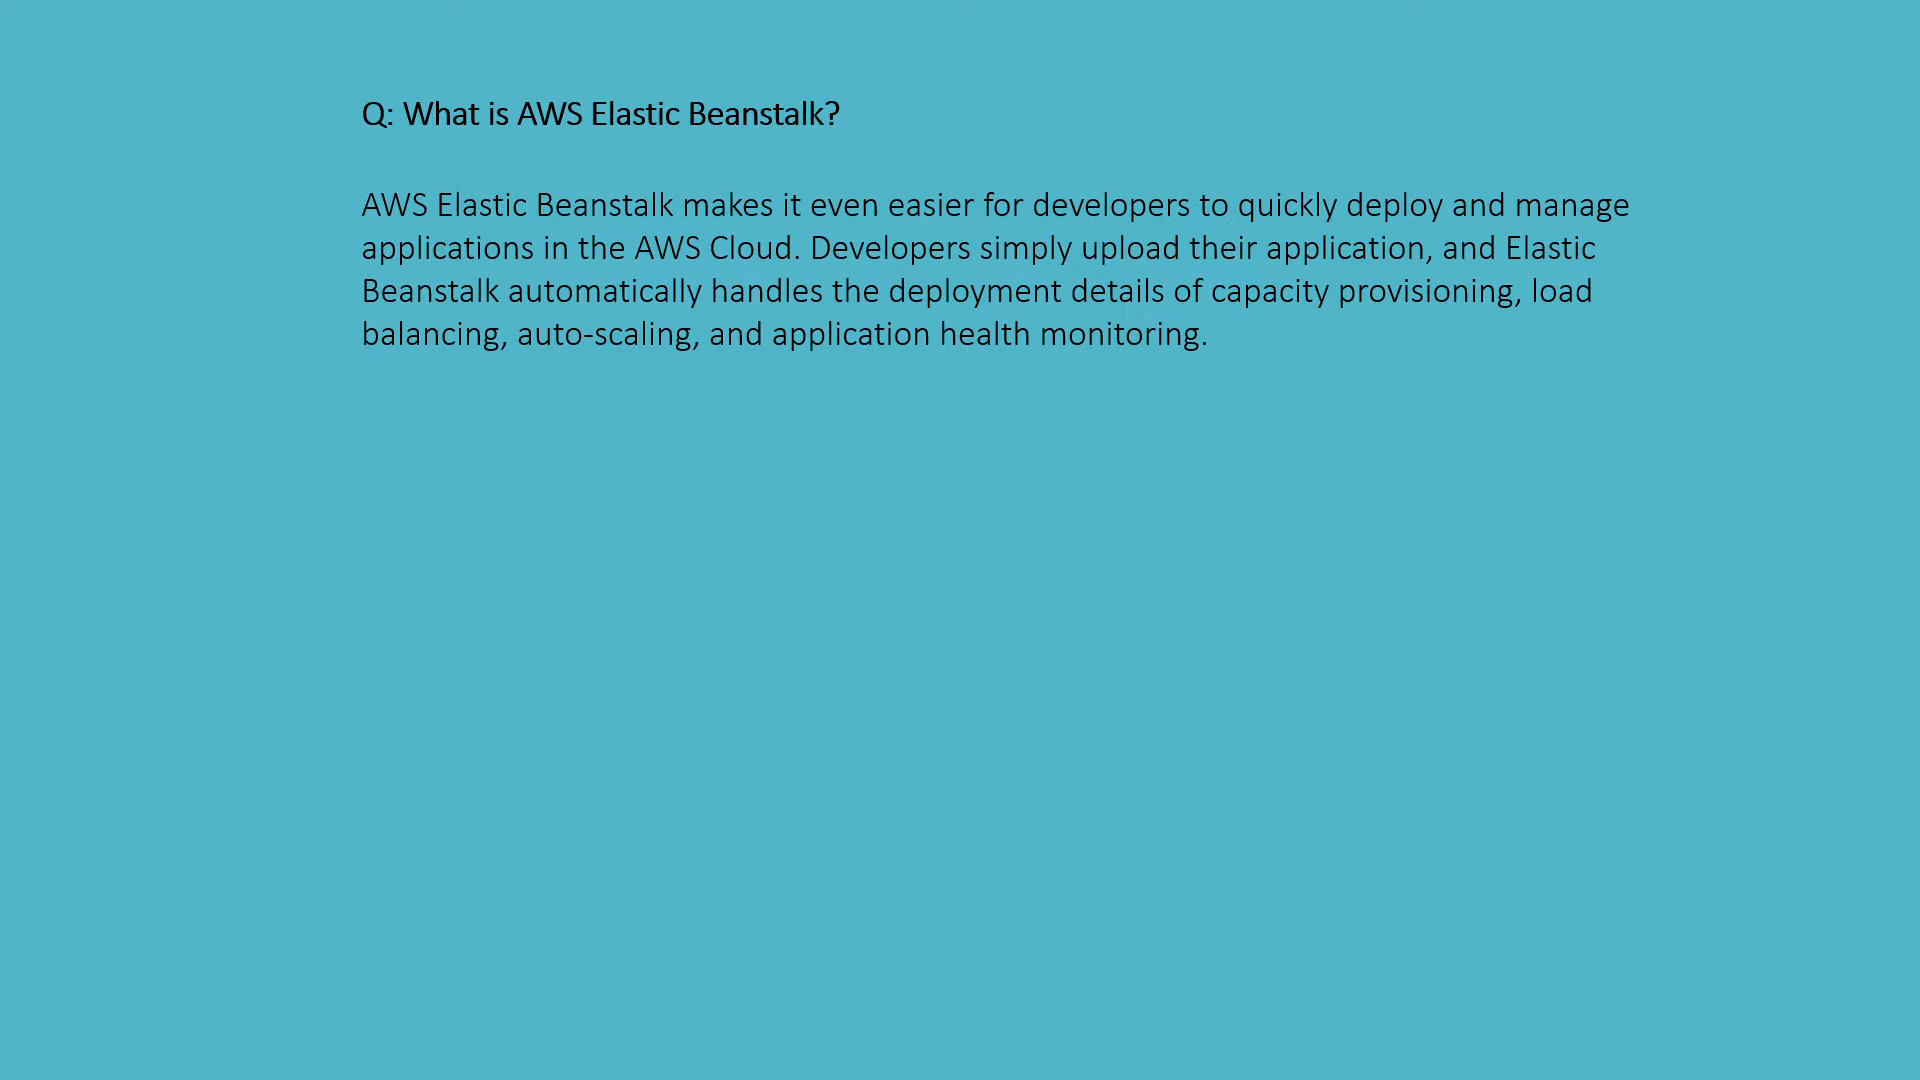 Q: What is AWS Elastic Beanstalk?
AWS Elastic Beanstalk makes it even easier for developers to quickly deploy and manage
applications in the AWS Cloud. Developers simply upload their application, and Elastic
Beanstalk automatically handles the deployment details of capacity provisioning, load
balancing, auto-scaling, and application health monitoring.